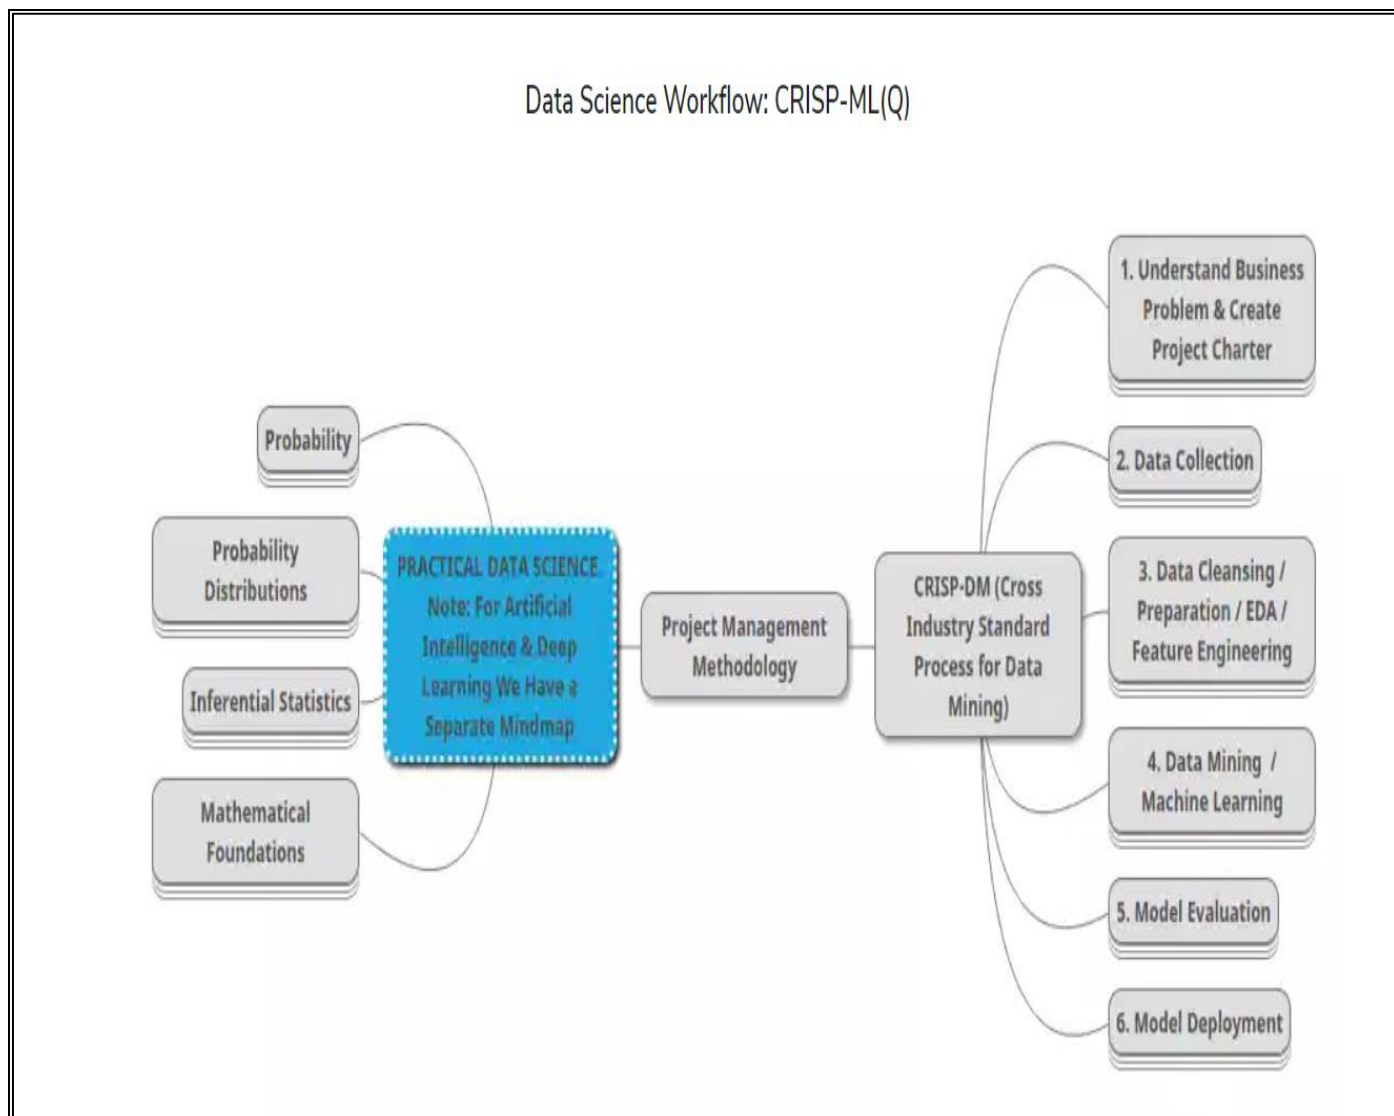 Data Science Workflow: CRISP-ML(Q)
Probability
Probability
Distributions
Inferential Statistics
Mathematical
Foundations
PRACTICAL DATA SCIENCE.
Note: For Artificial
Intelligence & Deep
Learning We Have a
Separate Mindmap
Project Management
Methodology
CRISP-DM (Cross
Industry Standard
Process for Data
Mining)
1. Understand Business
Problem & Create
Project Charter
2. Data Collection
3. Data Cleansing /
Preparation / EDA /
Feature Engineering
4. Data Mining /
Machine Learning
5. Model Evaluation
6. Model Deployment